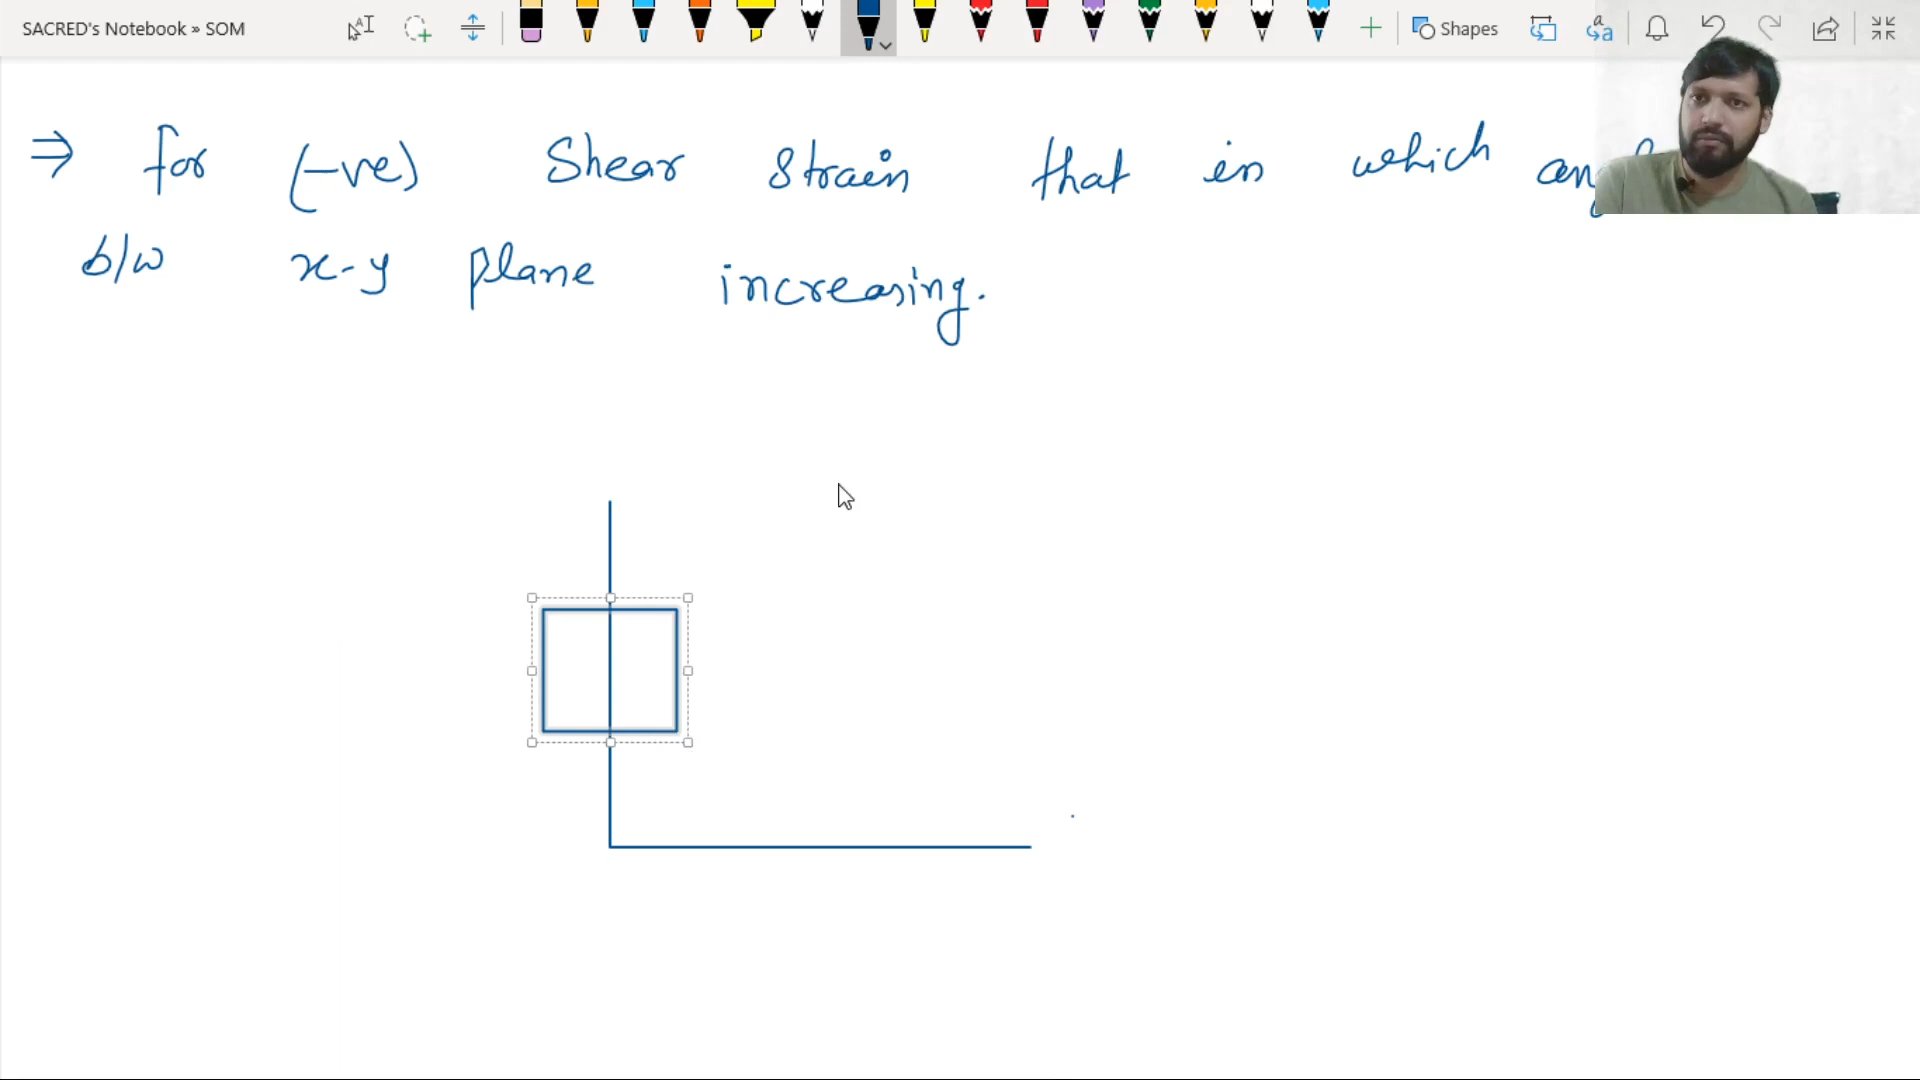 SACRED's Notebook » SOM
Shapes
⇒ for (-ve) Shear strain that in which
b/w x-y plane increasing.